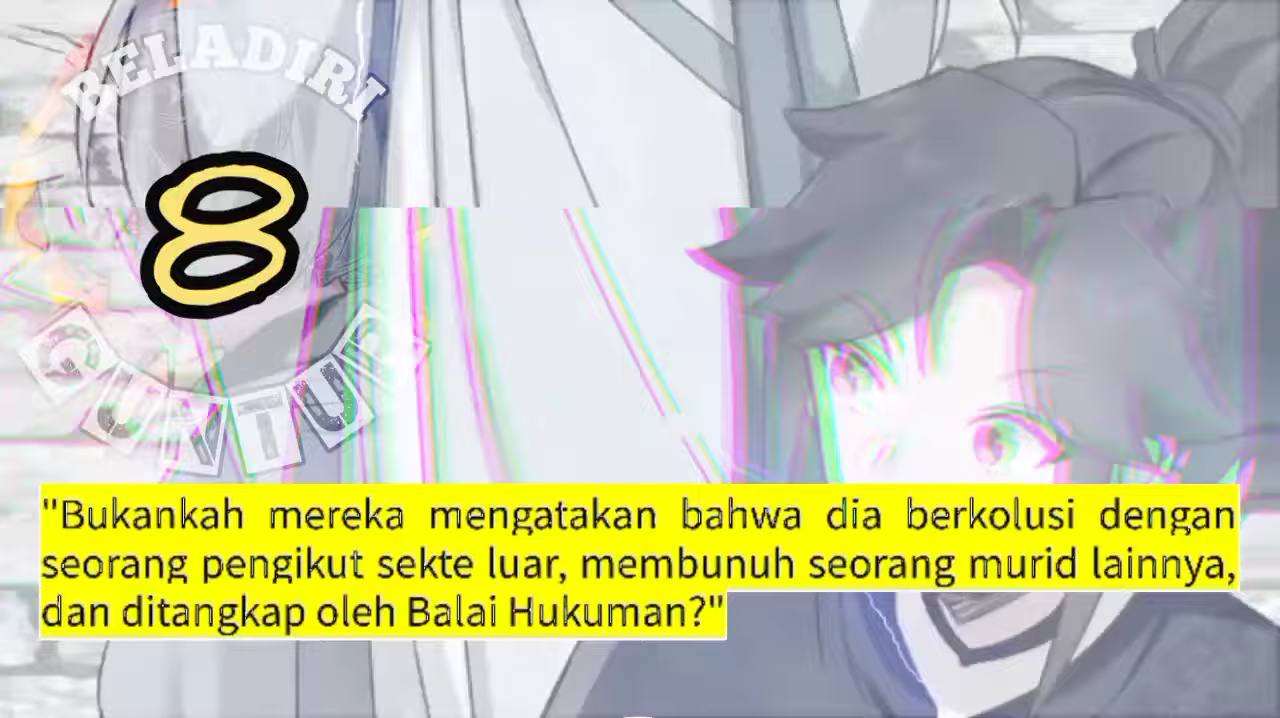 BELADIRI
8
"Bukankah mereka mengatakan bahwa dia berkolusi dengan
seorang pengikut sekte luar, membunuh seorang murid lainnya,
dan ditangkap oleh Balai Hukuman?"